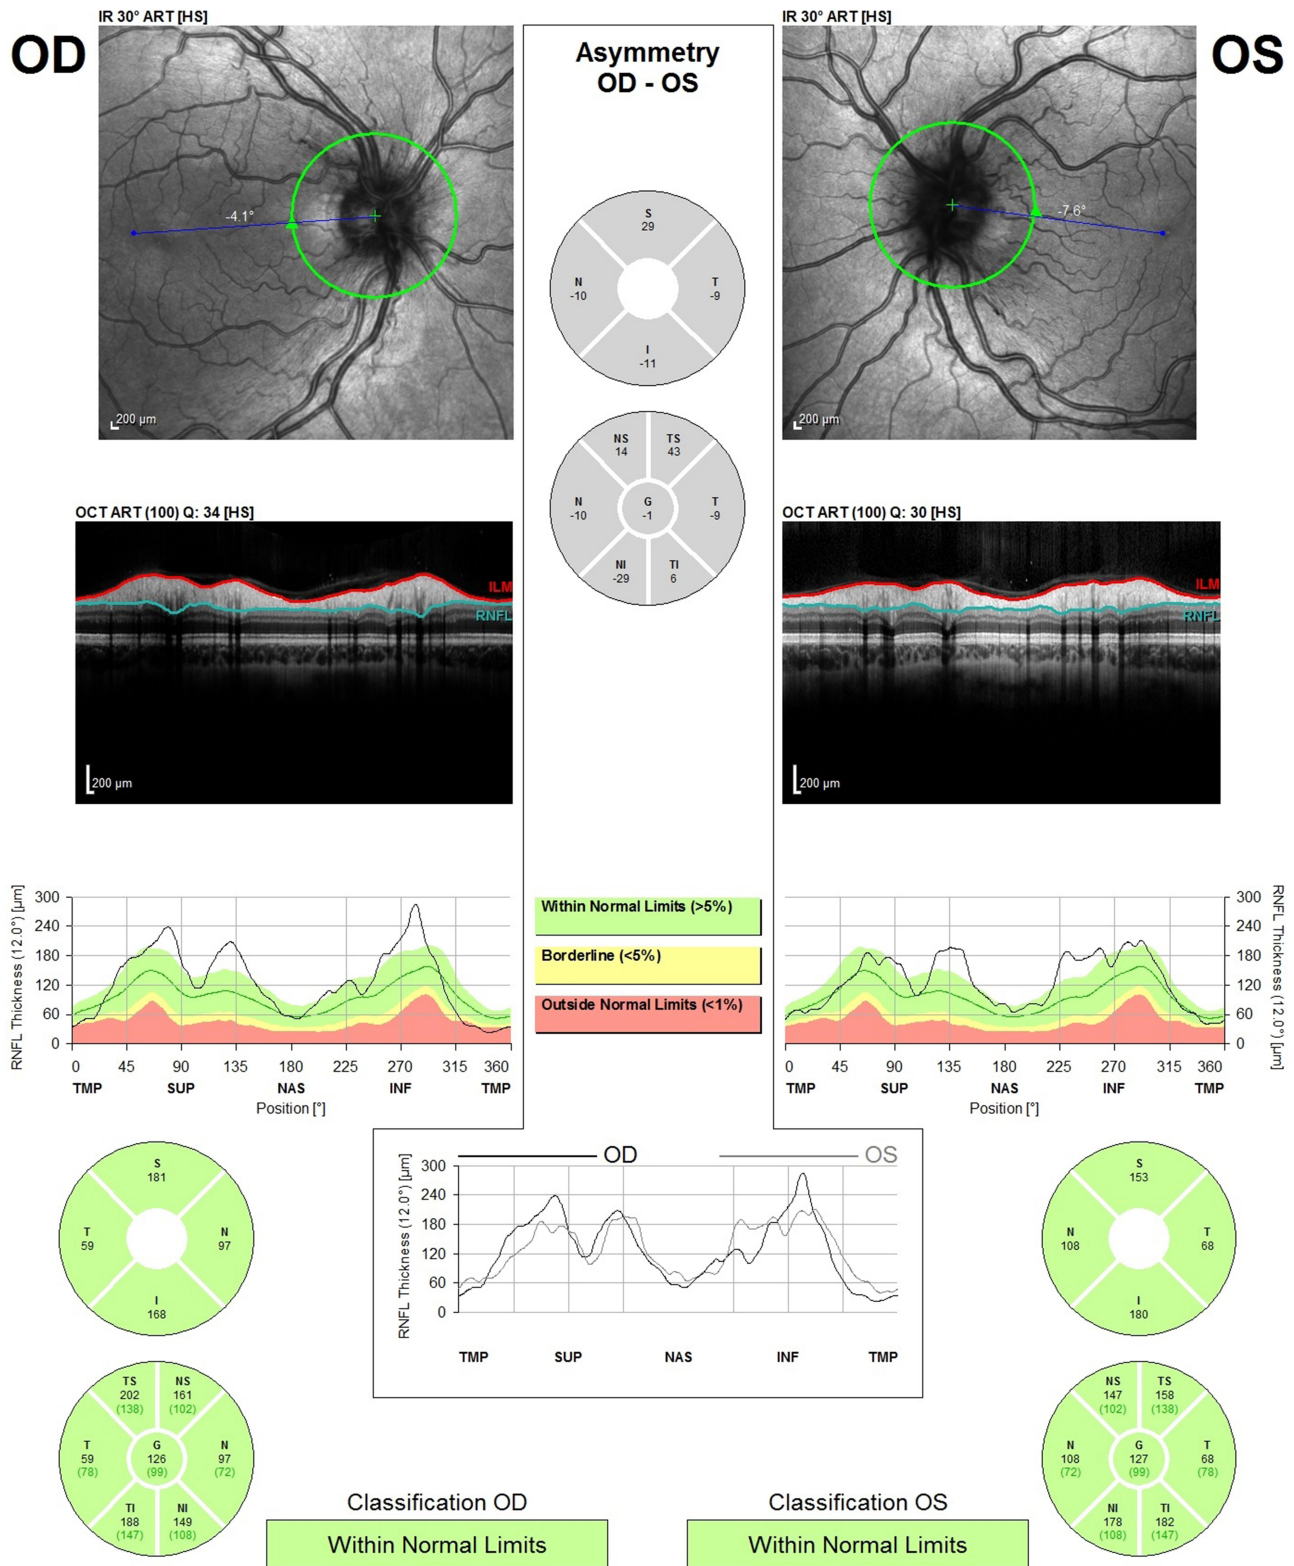 IR 30° ART [HS]
OD
-4.1°
200 µm
Asymmetry
OD - OS
IR 30° ART [HS]
OS
-7.6°
200 µm
S
29
N
-10
T
-9
I
-11
NS
14
TS
43
N
-10
G
-1
T
-9
NI
-29
TI
6
OCT ART (100) Q: 34 [HS]
ILM
RNFL
200 µm
OCT ART (100) Q: 30 [HS]
ILM
RNFL
200 µm
RNFL Thickness (12.0°) [µm]
300
240
180
120
60
0
0 45 90 135 180 225 270 315 360
TMP SUP NAS INF TMP
Position [°]
Within Normal Limits (>5%)
Borderline (<5%)
Outside Normal Limits (<1%)
300
240
180
120
60
0
RNFL Thickness (12.0°) [µm]
0 45 90 135 180 225 270 315 360
TMP SUP NAS INF TMP
Position [°]
OD
OS
RNFL Thickness (12.0°) [µm]
300
240
180
120
60
0
TMP SUP NAS INF TMP
S
181
T
59
N
97
I
168
TS
202
(138)
NS
161
(102)
T
59
(78)
G
126
(99)
N
97
(72)
TI
188
(147)
NI
149
(108)
Classification OD
Within Normal Limits
S
153
N
108
T
68
I
180
NS
147
(102)
TS
158
(138)
N
108
(72)
G
127
(99)
T
68
(78)
NI
178
(108)
TI
182
(147)
Classification OS
Within Normal Limits